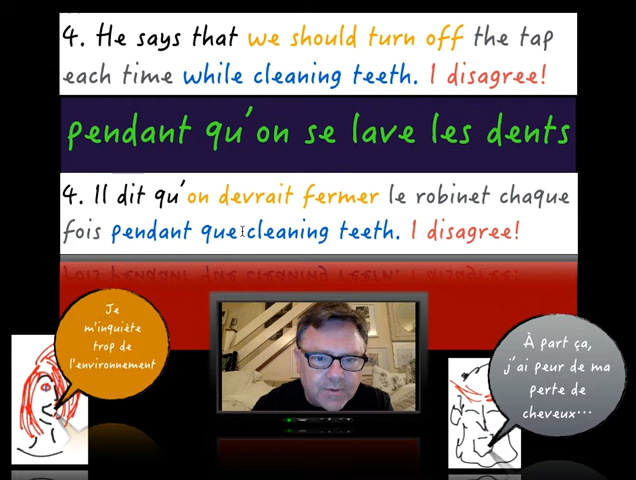 4. He says that we should turn off the tap
each time while cleaning teeth. I disagree!
pendant qu'on se lave les dents
4. Il dit qu'on devrait fermer le robinet chaque
fois pendant que cleaning teeth. I disagree!
Je
m'inquiète
trop de
l'environnement
À part ça,
j'ai peur de ma
perte de
cheveux...